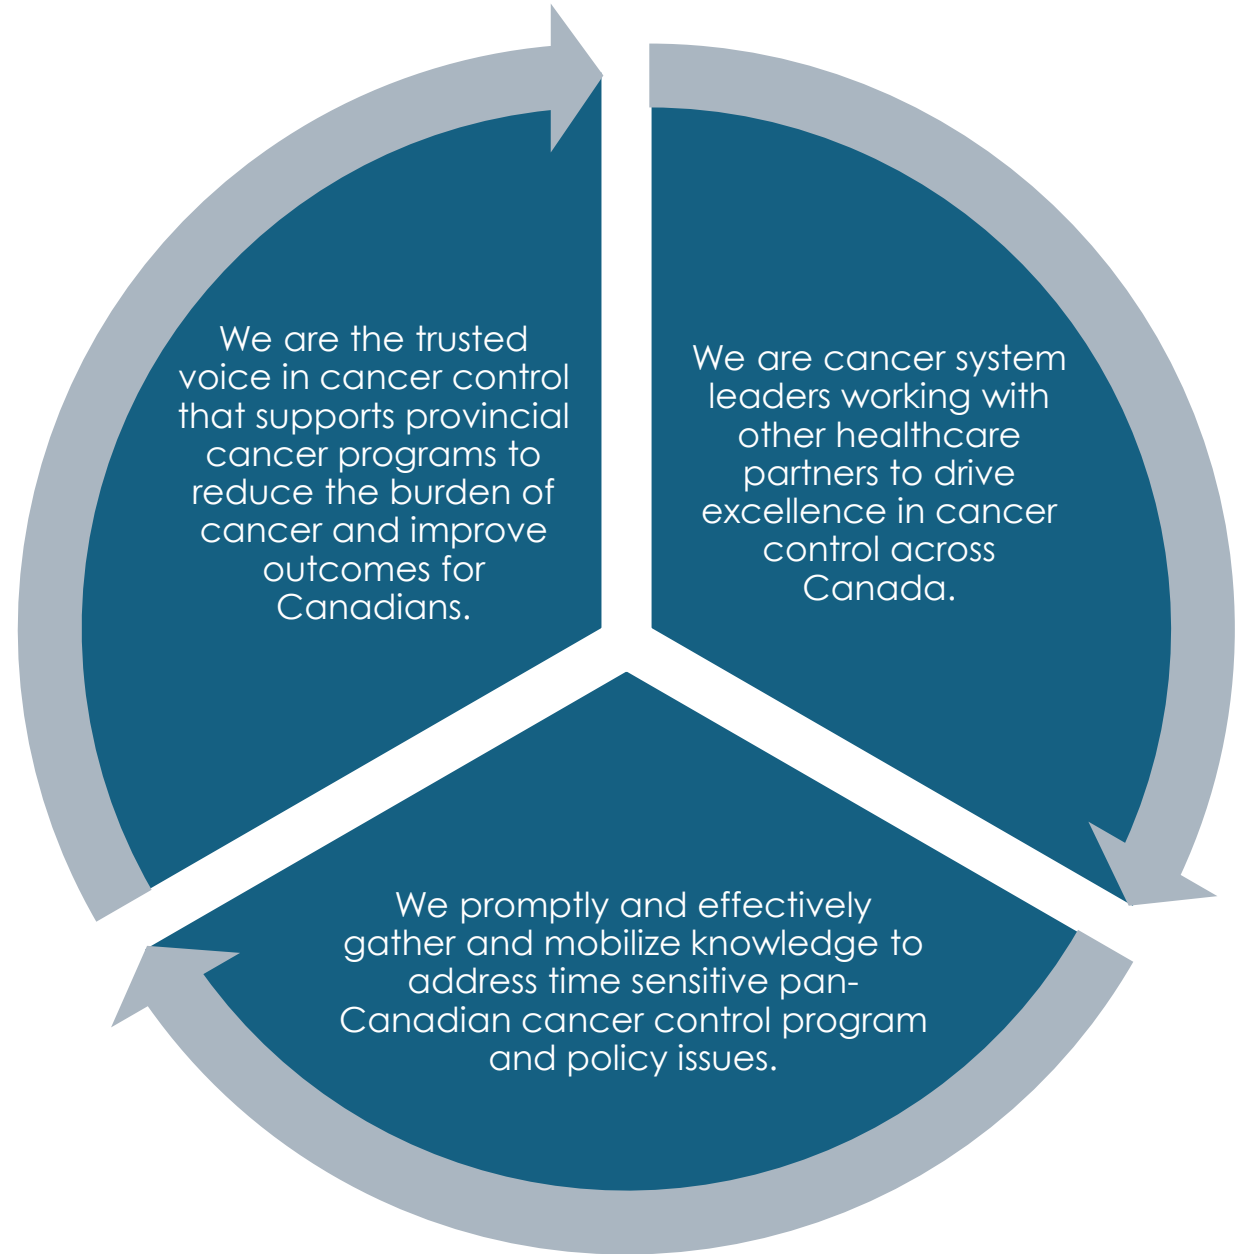 We are the trusted
voice in cancer control
that supports provincial
cancer programs to
reduce the burden of
cancer and improve
outcomes for
Canadians.
We are cancer system
leaders working with
other healthcare
partners to drive
excellence in cancer
control across
Canada.
We promptly and effectively
gather and mobilize knowledge to
address time sensitive pan-
Canadian cancer control program
and policy issues.